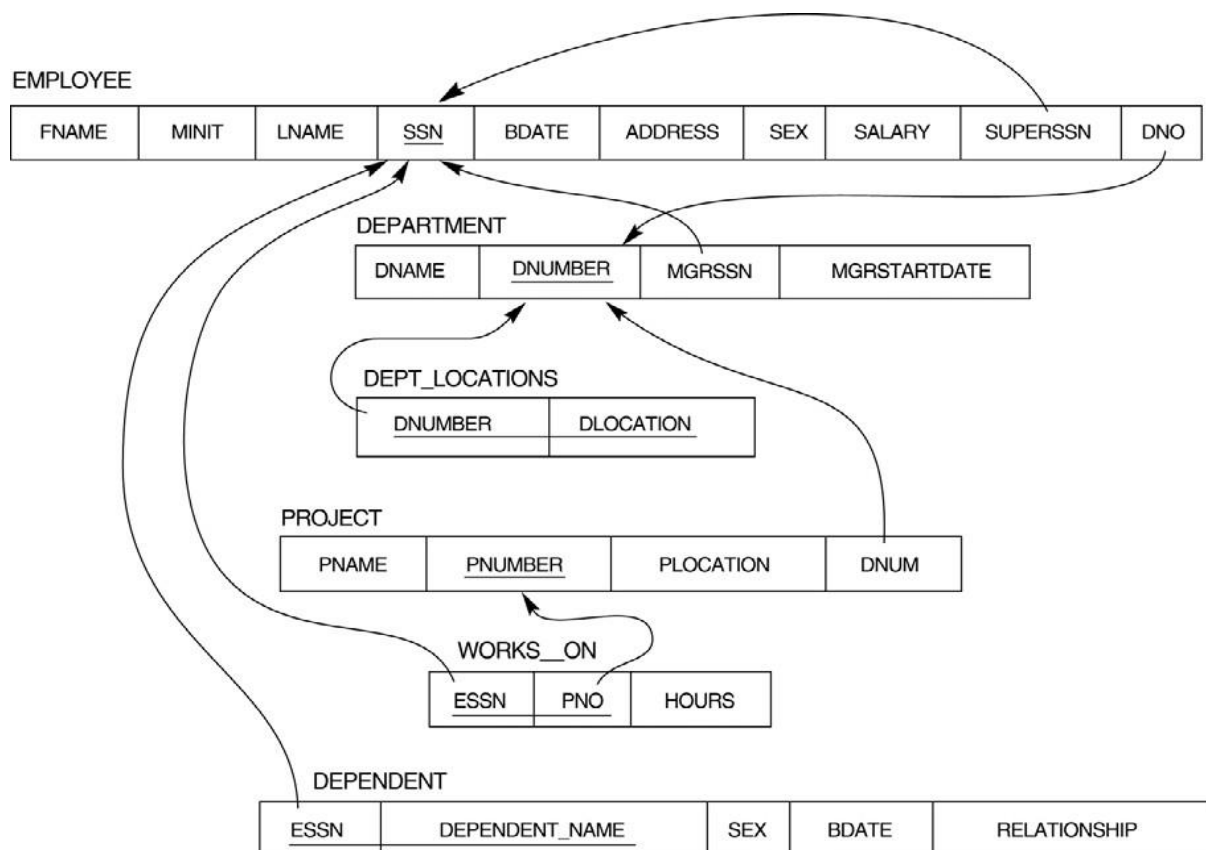 EMPLOYEE
FNAME MINIT LNAME SSN BDATE ADDRESS SEX SALARY SUPERSSN DNO
DEPARTMENT
DNAME DNUMBER MGRSSN MGRSTARTDATE
DEPT_LOCATIONS
DNUMBER DLOCATION
PROJECT
PNAME PNUMBER PLOCATION DNUM
WORKS__ON
ESSN PNO HOURS
DEPENDENT
ESSN DEPENDENT_NAME SEX BDATE RELATIONSHIP